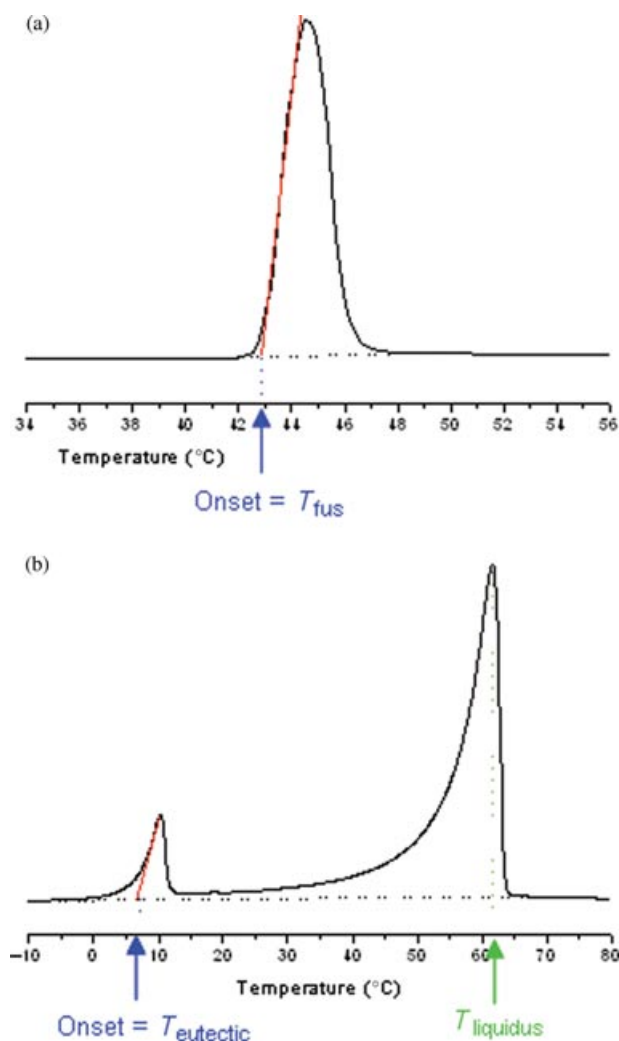 (a)
34 36 38 40 42 44 46 48 50 52 54 56
Temperature (°C)
Onset = Tfus
(b)
–10 0 10 20 30 40 50 60 70 80
Temperature (°C)
Onset = Teutectic
Tliquidus